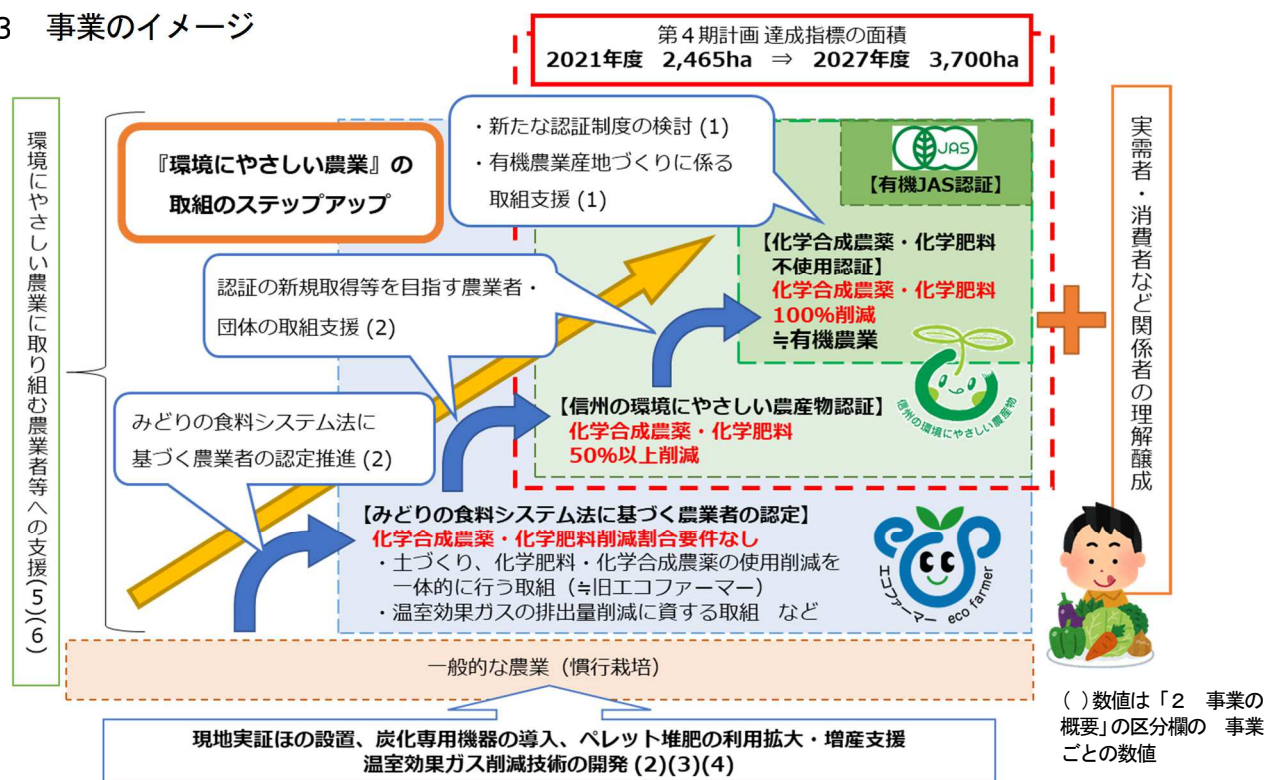 3 事業のイメージ
第４期計画 達成指標の面積
2021年度 2,465ha ⇒ 2027年度 3,700ha
環境にやさしい農業に取り組む農業者等への支援(5)(6)
『環境にやさしい農業』の
取組のステップアップ
・新たな認証制度の検討 (1)
・有機農業産地づくりに係る
取組支援 (1)
JAS
【有機JAS認証】
【化学合成農薬・化学肥料
不使用認証】
化学合成農薬・化学肥料
100%削減
≒有機農業
認証の新規取得等を目指す農業者・
団体の取組支援 (2)
信州の環境にやさしい農産物
【信州の環境にやさしい農産物認証】
化学合成農薬・化学肥料
50%以上削減
みどりの食料システム法に
基づく農業者の認定推進 (2)
【みどりの食料システム法に基づく農業者の認定】
化学合成農薬・化学肥料削減割合要件なし
・土づくり、化学肥料・化学合成農薬の使用削減を
一体的に行う取組（≒旧エコファーマー）
・温室効果ガスの排出量削減に資する取組 など
エコファーマー eco farmer
実需者・消費者など関係者の理解醸成
一般的な農業（慣行栽培）
現地実証ほの設置、炭化専用機器の導入、ペレット堆肥の利用拡大・増産支援
温室効果ガス削減技術の開発 (2)(3)(4)
( )数値は「２ 事業の
概要」の区分欄の 事業
ごとの数値